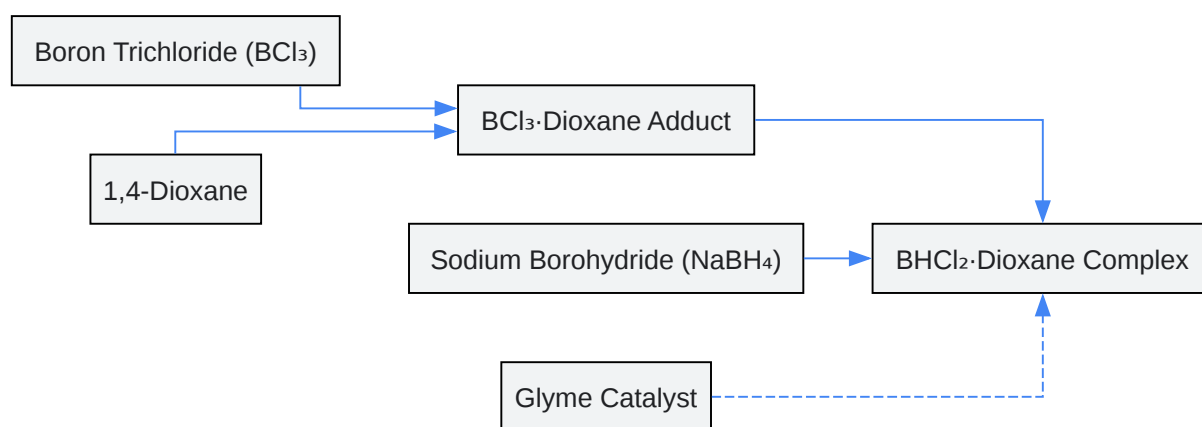 Boron Trichloride (BCl₃)
BCl₃·Dioxane Adduct
1,4-Dioxane
Sodium Borohydride (NaBH₄)
BHCl₂·Dioxane Complex
Glyme Catalyst